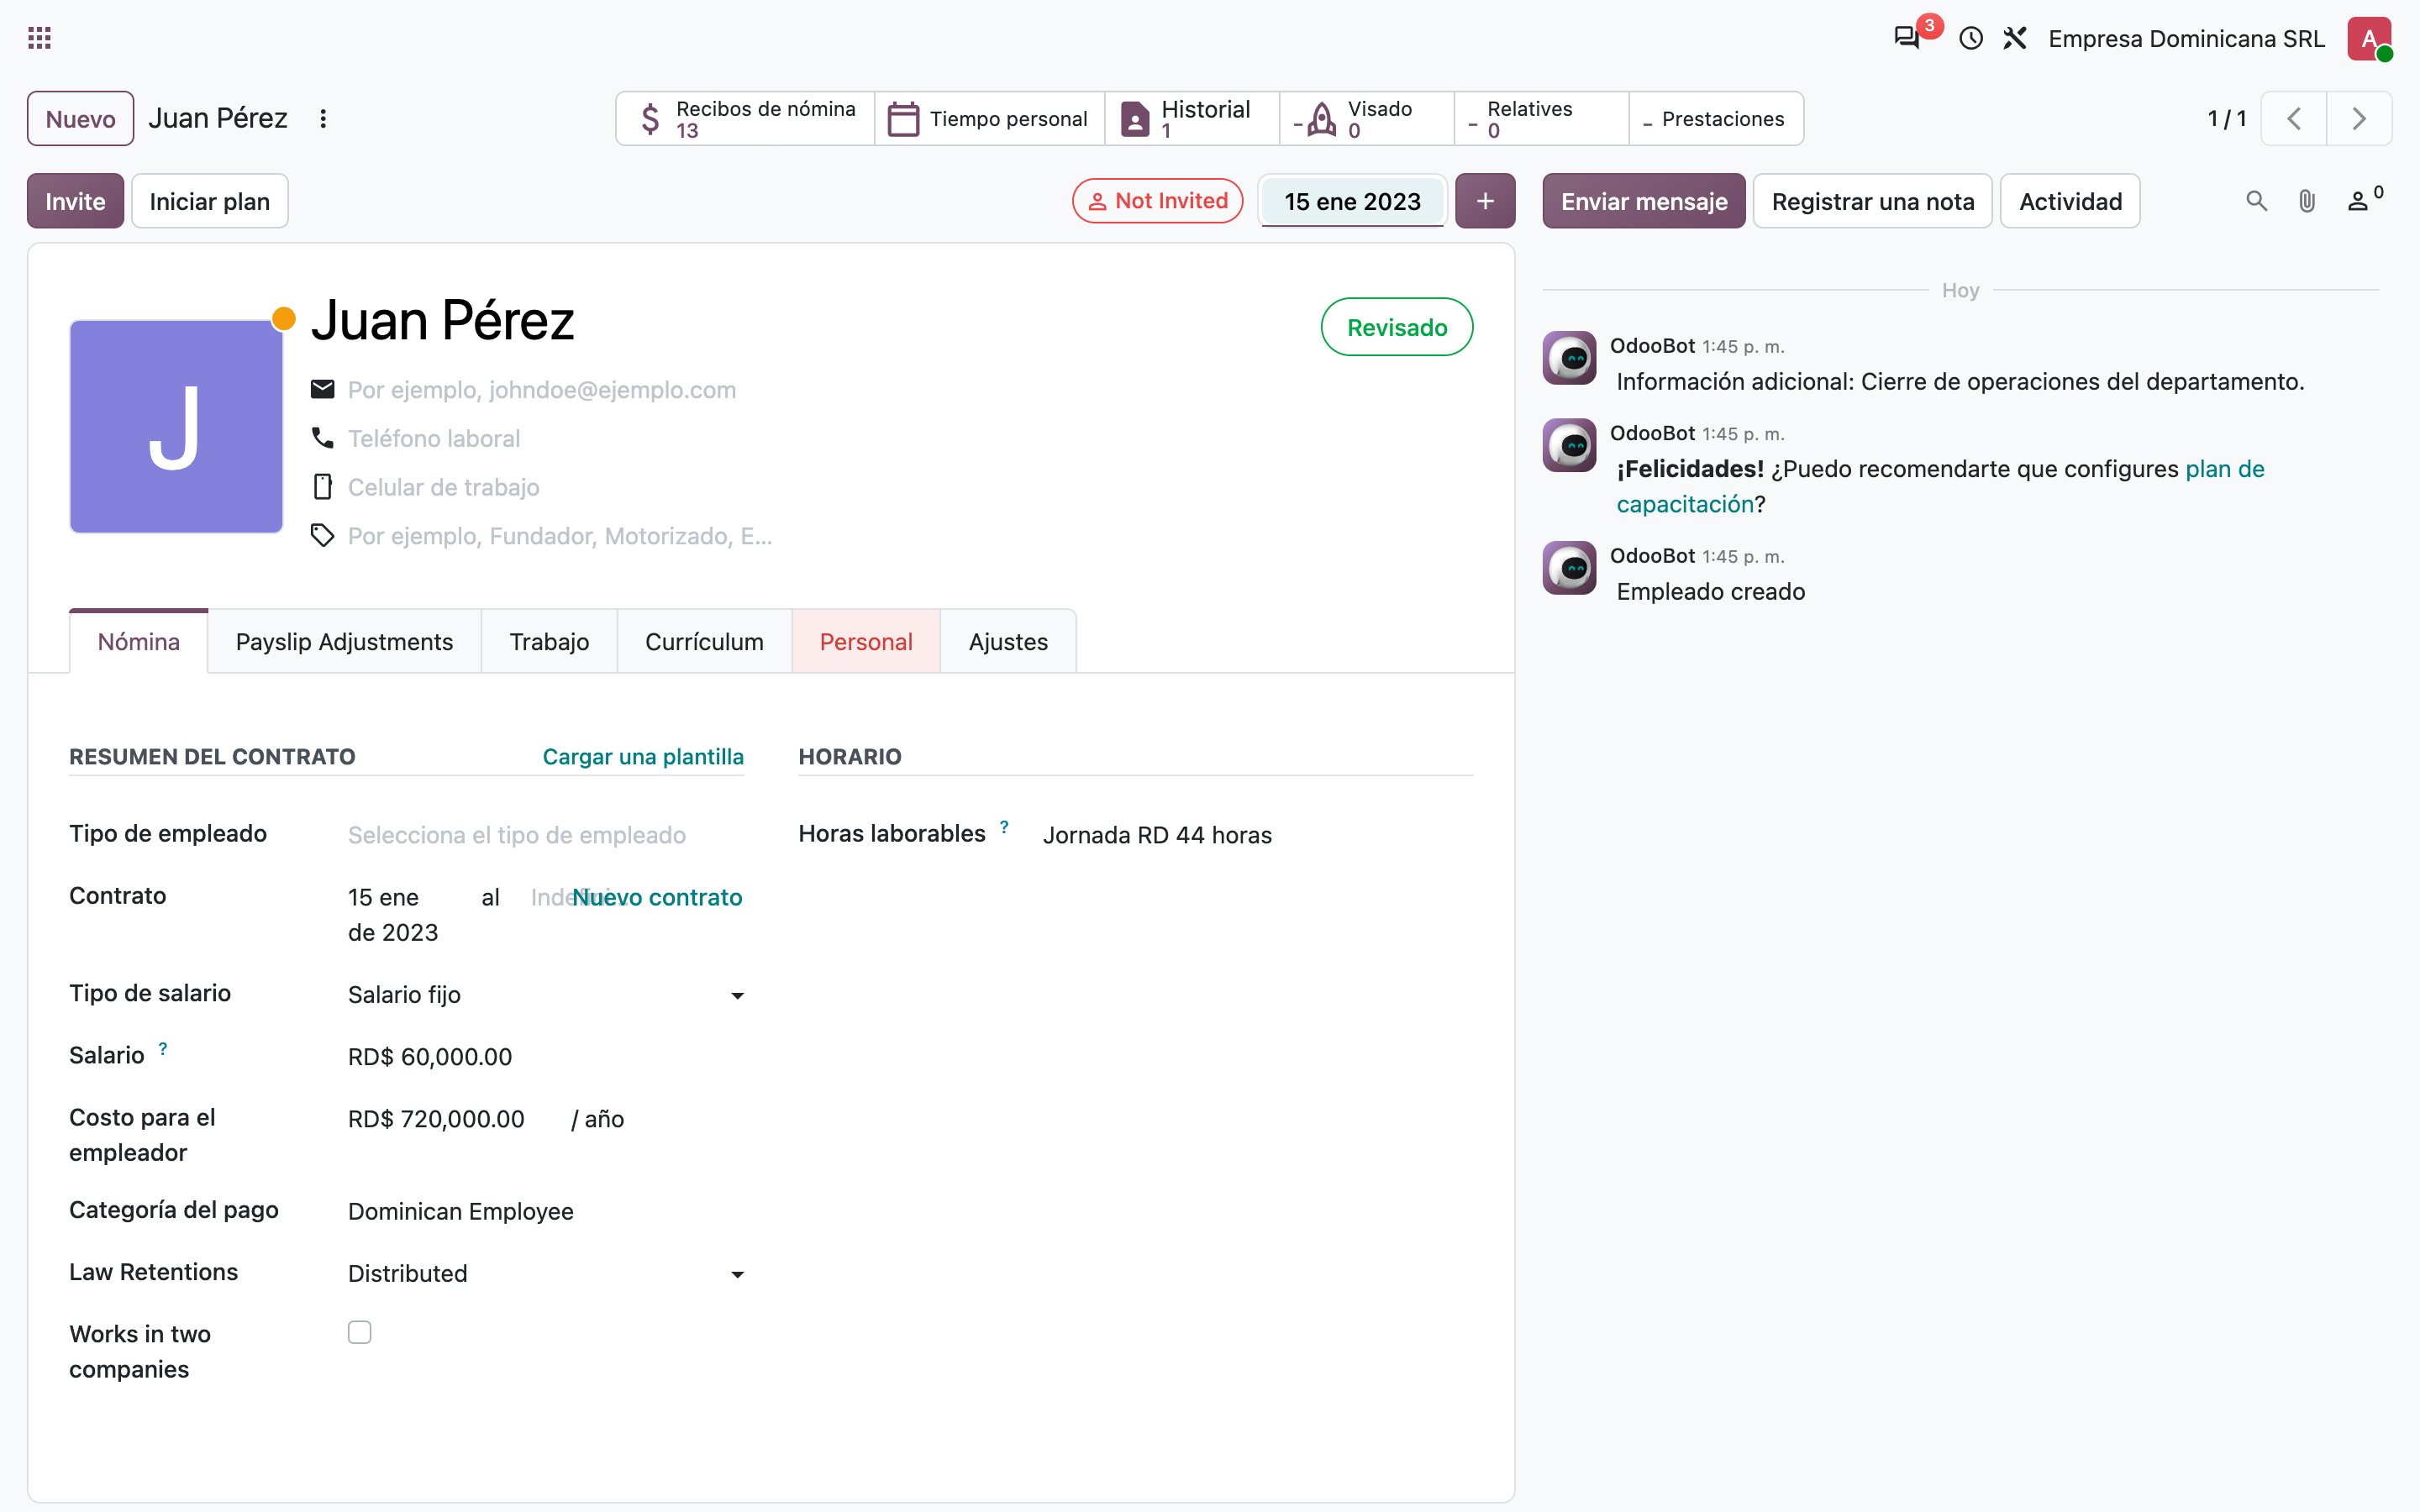 3
Empresa Dominicana SRL
A
Nuevo
Juan Pérez
Recibos de nómina
13
Tiempo personal
Historial
1
Visado
0
Relatives
0
Prestaciones
1 / 1
Invite
Iniciar plan
Not Invited
15 ene 2023
+
Enviar mensaje
Registrar una nota
Actividad
0
J
Juan Pérez
Revisado
Por ejemplo, johndoe@ejemplo.com
Teléfono laboral
Celular de trabajo
Por ejemplo, Fundador, Motorizado, E...
Nómina
Payslip Adjustments
Trabajo
Currículum
Personal
Ajustes
RESUMEN DEL CONTRATO
Cargar una plantilla
Tipo de empleado
Selecciona el tipo de empleado
Contrato
15 ene
de 2023
al
Nuevo contrato
Tipo de salario
Salario fijo
Salario ?
RD$ 60,000.00
Costo para el
empleador
RD$ 720,000.00 / año
Categoría del pago
Dominican Employee
Law Retentions
Distributed
Works in two
companies
HORARIO
Horas laborables ?
Jornada RD 44 horas
Hoy
OdooBot 1:45 p. m.
Información adicional: Cierre de operaciones del departamento.
OdooBot 1:45 p. m.
¡Felicidades! ¿Puedo recomendarte que configures plan de
capacitación?
OdooBot 1:45 p. m.
Empleado creado